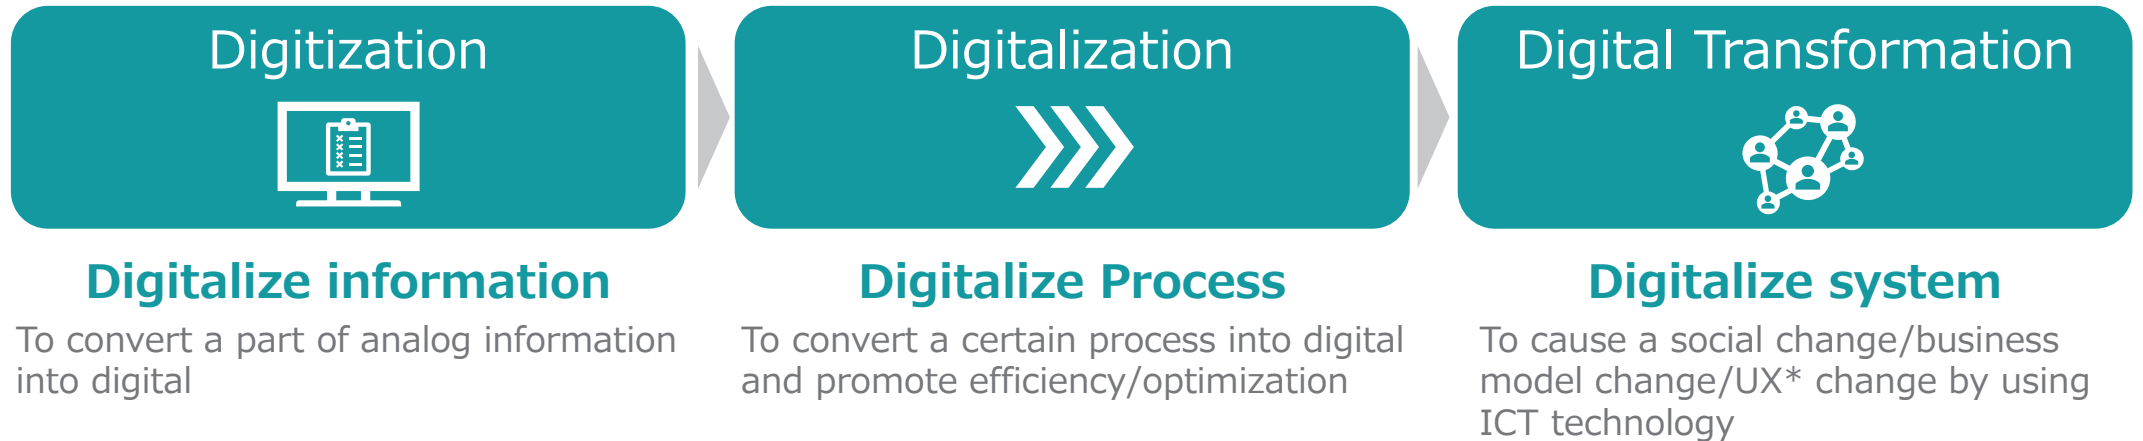 Digitization
Digitalize information
To convert a part of analog information
into digital
Digitalization
Digitalize Process
To convert a certain process into digital
and promote efficiency/optimization
Digital Transformation
Digitalize system
To cause a social change/business
model change/UX* change by using
ICT technology